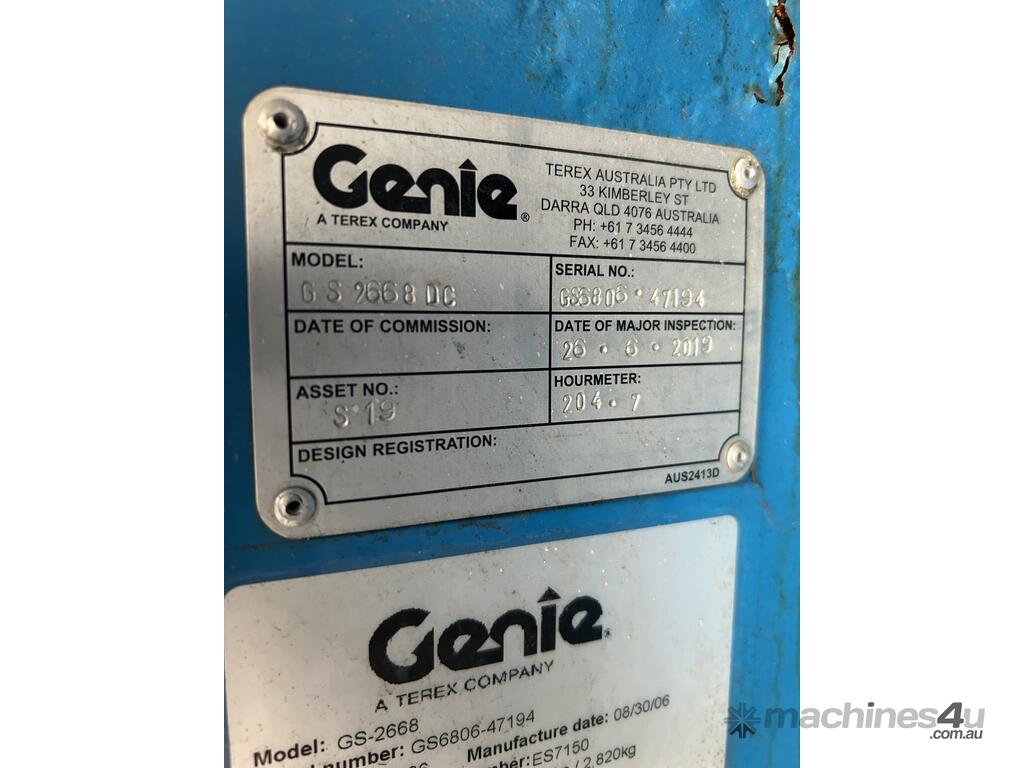 Genie®
A TEREX COMPANY
TEREX AUSTRALIA PTY LTD
33 KIMBERLEY ST
DARRA QLD 4076 AUSTRALIA
PH: +61 7 3456 4444
FAX: +61 7 3456 4400
MODEL:
GS 2668 DC
SERIAL NO.:
GS6806·47194
DATE OF COMMISSION:
DATE OF MAJOR INSPECTION:
26·6·2019
ASSET NO.:
S·19
HOURMETER:
204·7
DESIGN REGISTRATION:
AUS2413D
Genie
A TEREX COMPANY
Model: GS-2668
number: GS6806-47194
Manufacture date: 08/30/06
ES7150
/ 2,820kg
machines4u
.com.au